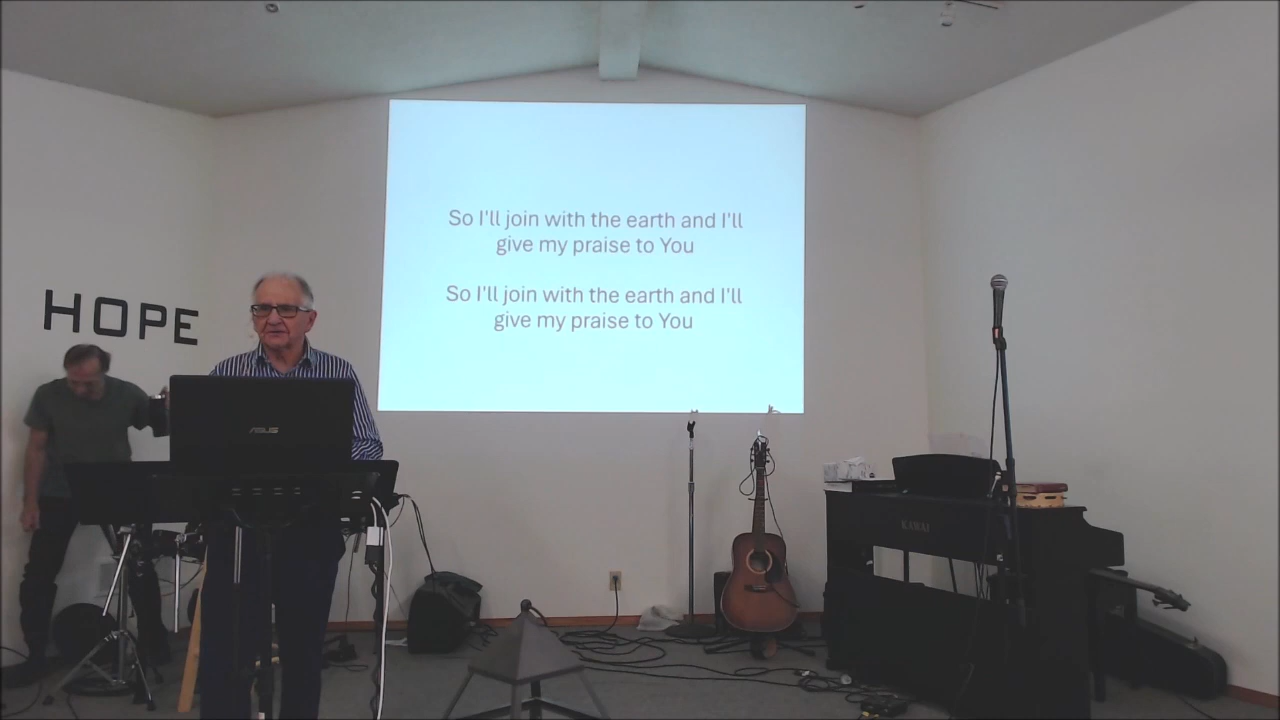 So I'll join with the earth and I'll
give my praise to You
So I'll join with the earth and I'll
give my praise to You
HOPE
ASUS
KAWAI